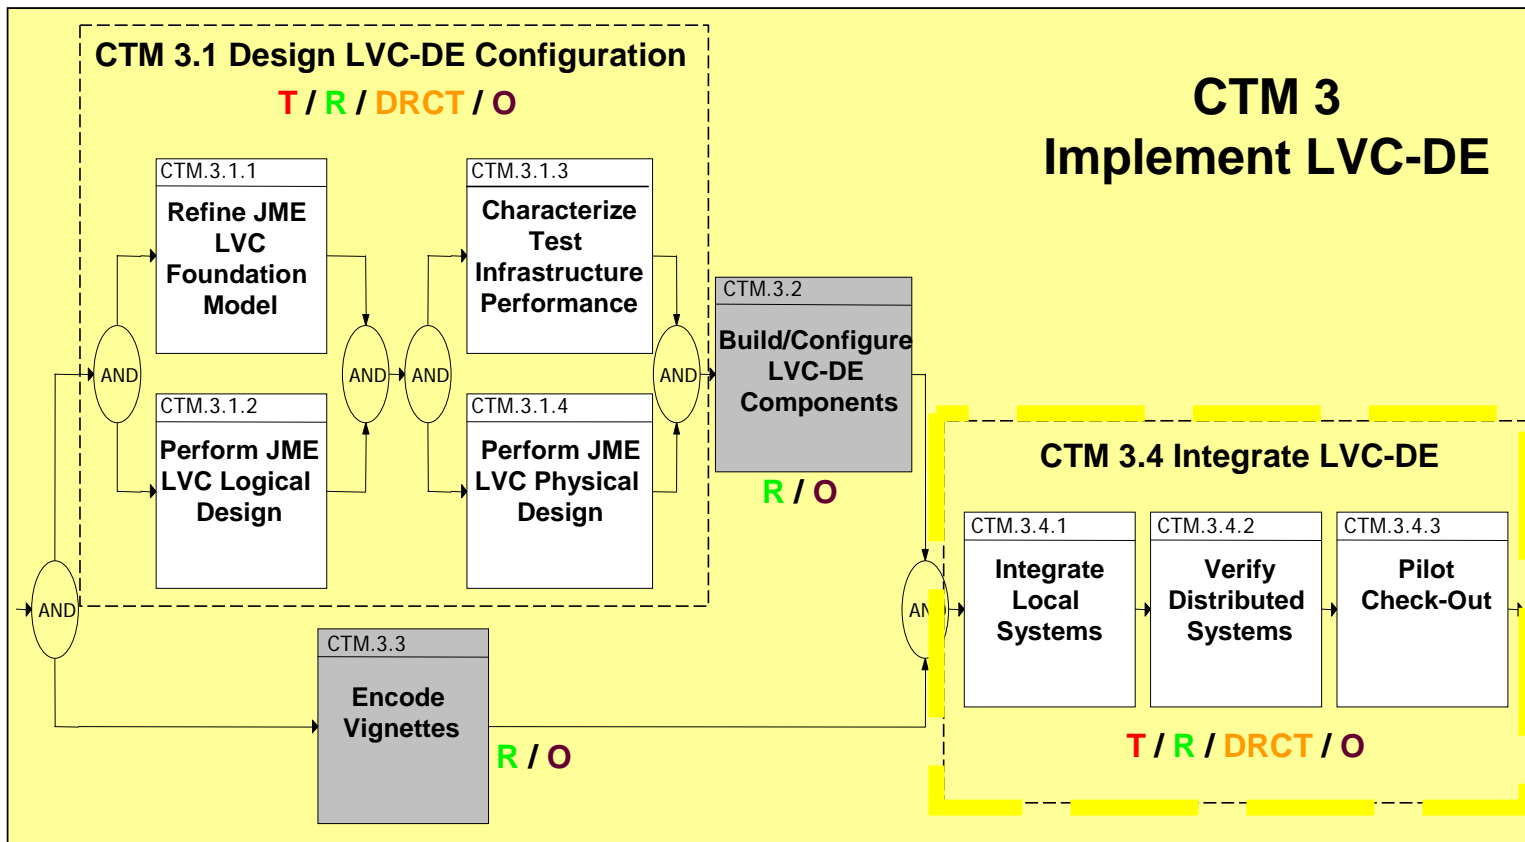 CTM 3.1 Design LVC-DE Configuration
T / R / DRCT / O
CTM 3
Implement LVC-DE
CTM.3.1.1
Refine JME
LVC
Foundation
Model
CTM.3.1.3
Characterize
Test
Infrastructure
Performance
CTM.3.2
Build/Configure
LVC-DE
Components
R / O
AND
AND
AND
AND
CTM.3.1.2
Perform JME
LVC Logical
Design
CTM.3.1.4
Perform JME
LVC Physical
Design
CTM 3.4 Integrate LVC-DE
CTM.3.4.1
Integrate
Local
Systems
CTM.3.4.2
Verify
Distributed
Systems
CTM.3.4.3
Pilot
Check-Out
T / R / DRCT / O
AND
AND
CTM.3.3
Encode
Vignettes
R / O